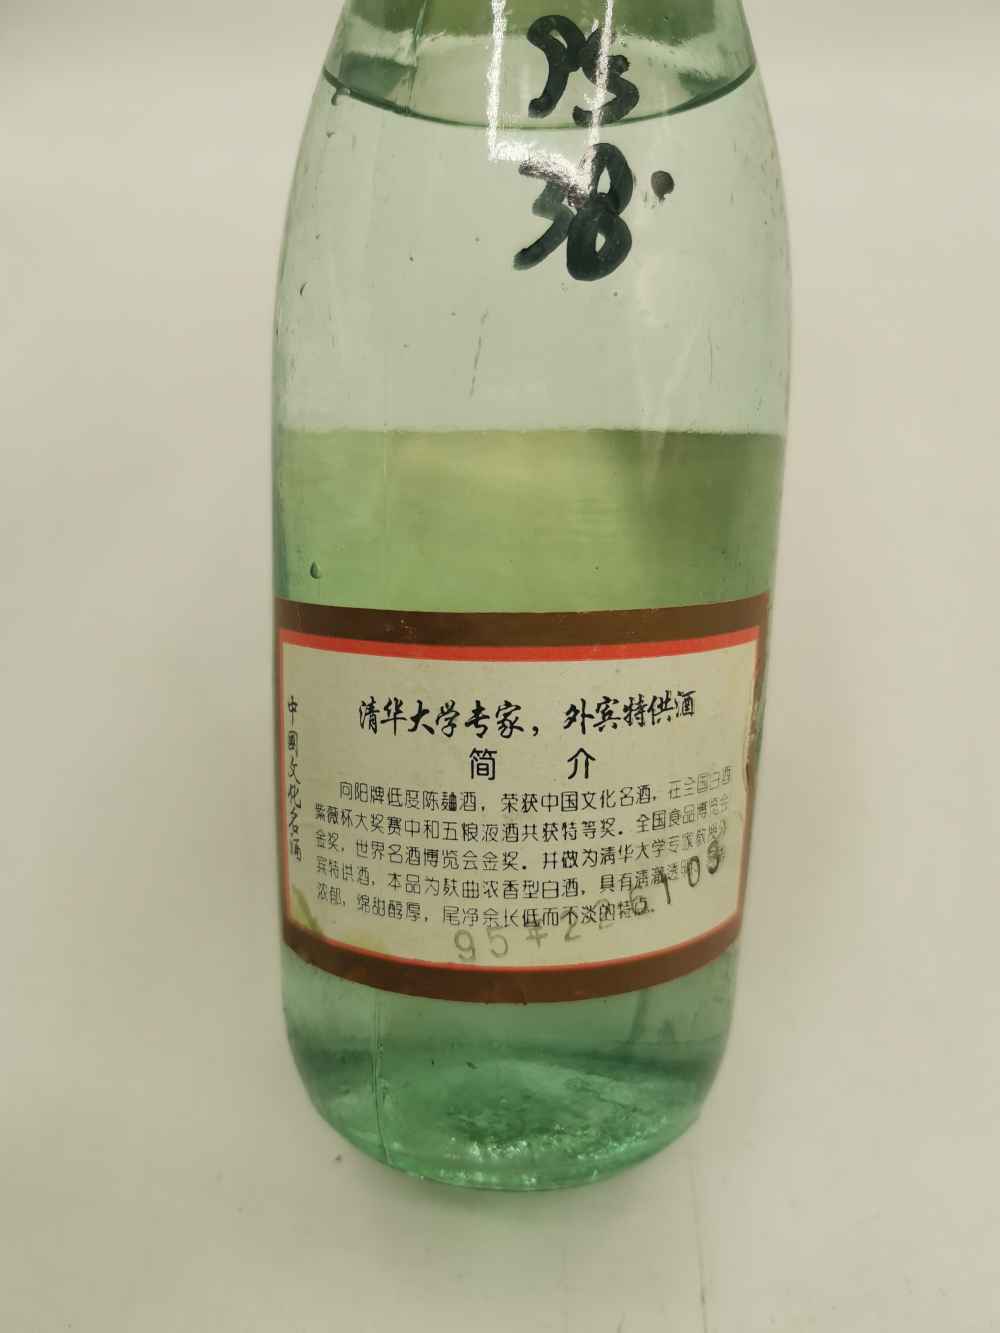 95
38°
中國文化名酒
清华大学专家，外宾特供酒
简 介
向阳牌低度陈麯酒，荣获中国文化名酒，在全国白酒
紫薇杯大奖赛中和五粮液酒共获特等奖。全国食品博览会
金奖，世界名酒博览会金奖。并做为清华大学专家教授外
宾特供酒，本品为麸曲浓香型白酒，具有清澈透明
浓郁，绵甜醇厚，尾净余长低而不淡的特点。